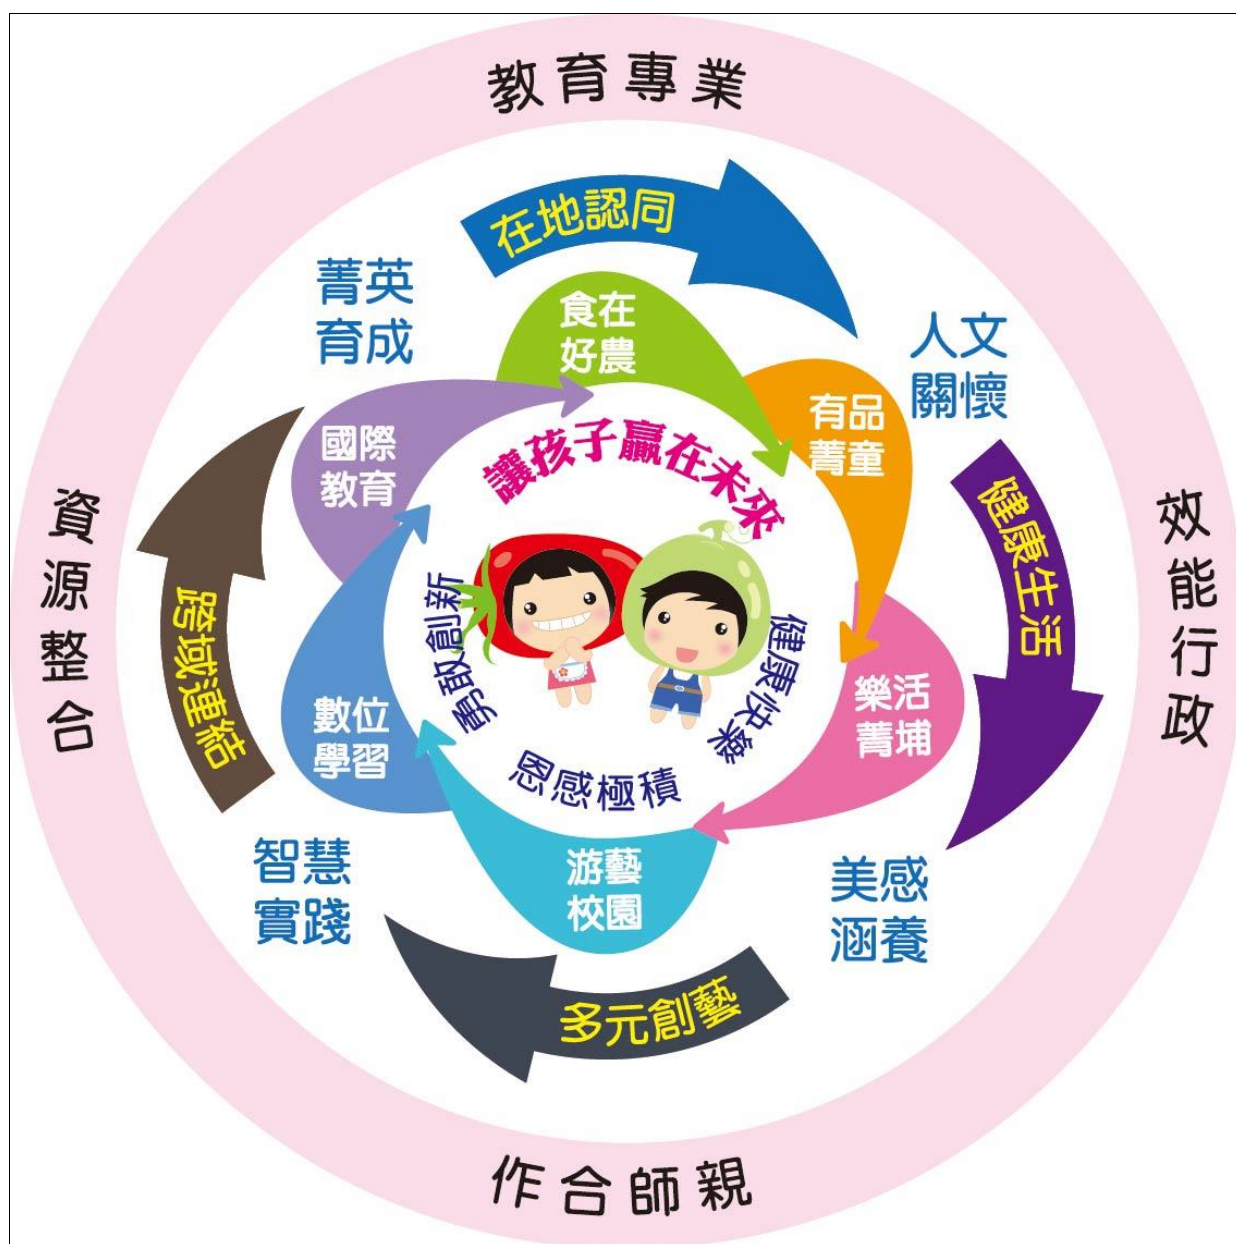 教育專業
效能行政
親師合作
資源整合
在地認同
健康生活
多元創藝
跨域連結
人文
關懷
美感
涵養
智慧
實踐
菁英
育成
食在
好農
有品
菁童
樂活
菁埔
游藝
校園
數位
學習
國際
教育
讓孩子贏在未來
健康快樂
積極感恩
勇敢創新